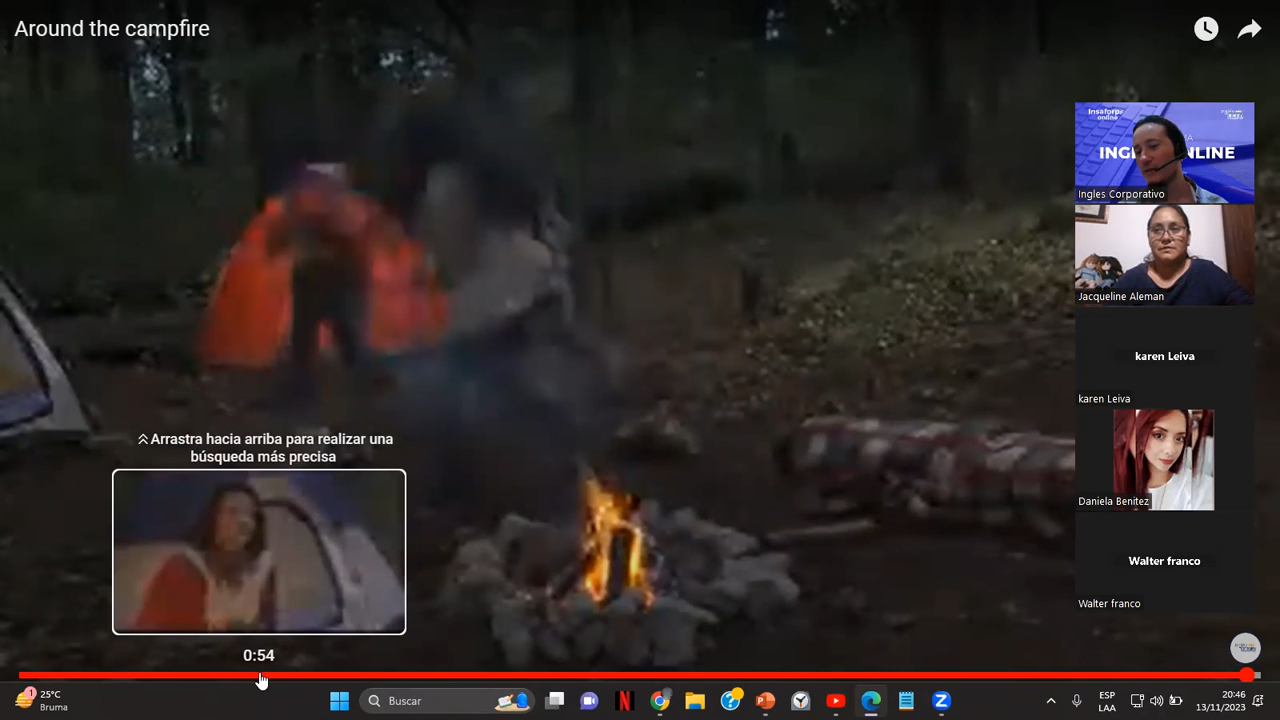 Around the campfire
Insaforp
online
INGLES ONLINE
Ingles Corporativo
Jacqueline Aleman
karen Leiva
karen Leiva
Daniela Benitez
Walter franco
Walter franco
Arrastra hacia arriba para realizar una
búsqueda más precisa
0:54
1
25°C
Bruma
Buscar
ESP
LAA
20:46
13/11/2023